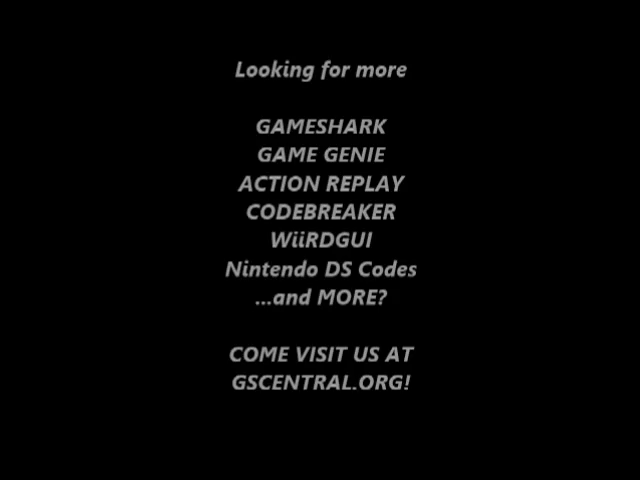 Looking for more
GAMESHARK
GAME GENIE
ACTION REPLAY
CODEBREAKER
WiiRDGUI
Nintendo DS Codes
...and MORE?
COME VISIT US AT
GSCENTRAL.ORG!